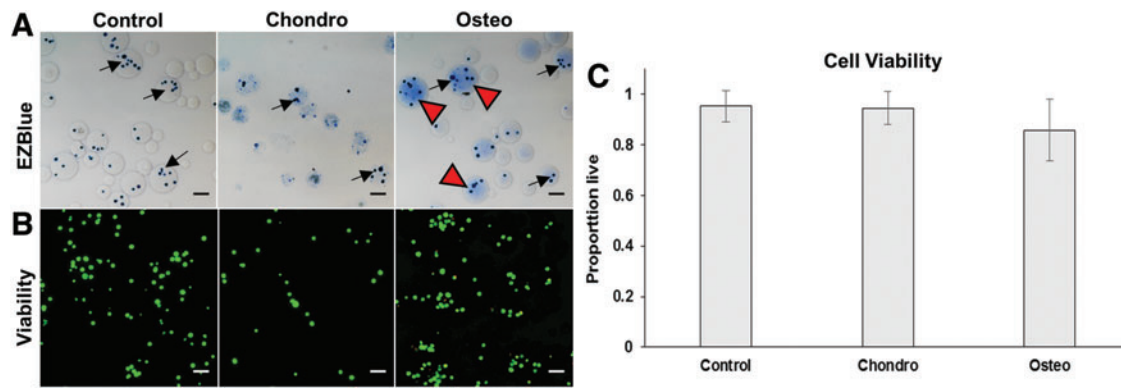 A
Control
Chondro
Osteo
EZBlue
B
Viability
C
Cell Viability
Proporttion live
1
0.8
0.6
0.4
0.2
0
Control
Chondro
Osteo